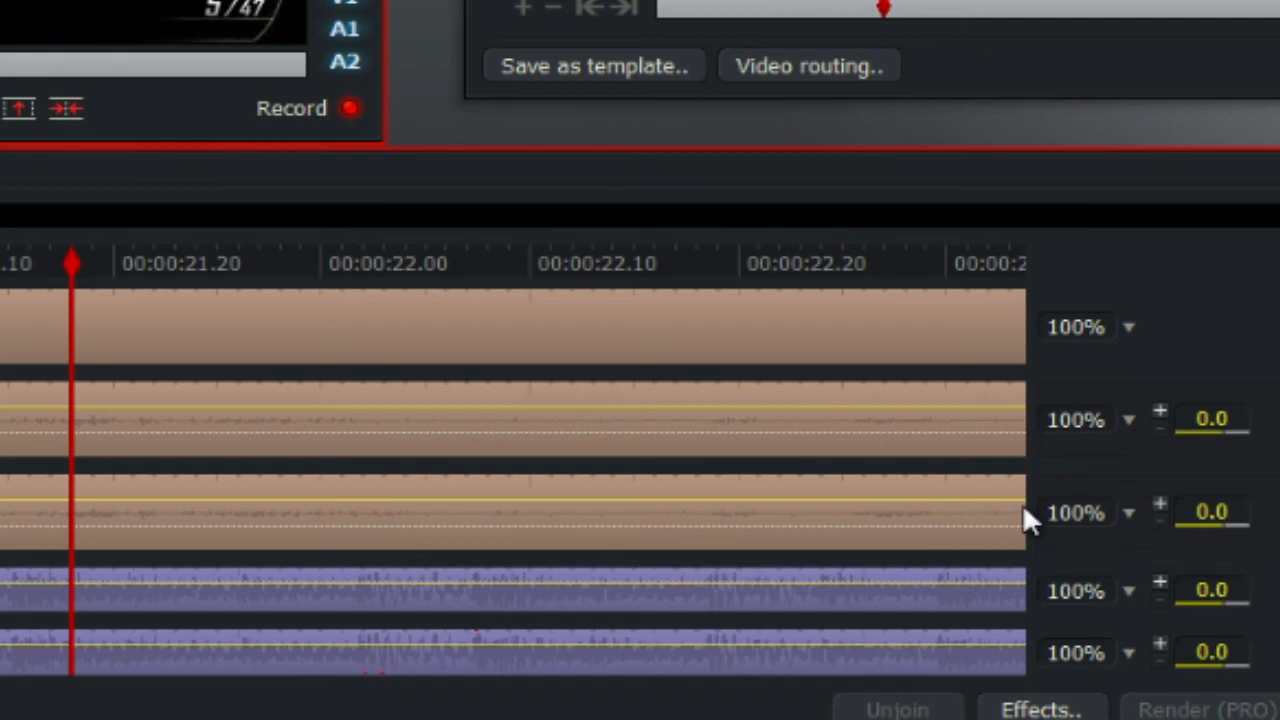 5/47
V1
A1
A2
Record
Save as template..
Video routing..
.10
00:00:21.20
00:00:22.00
00:00:22.10
00:00:22.20
00:00:2
100%
100%
0.0
100%
0.0
100%
0.0
100%
0.0
Unjoin
Effects..
Render (PRO)